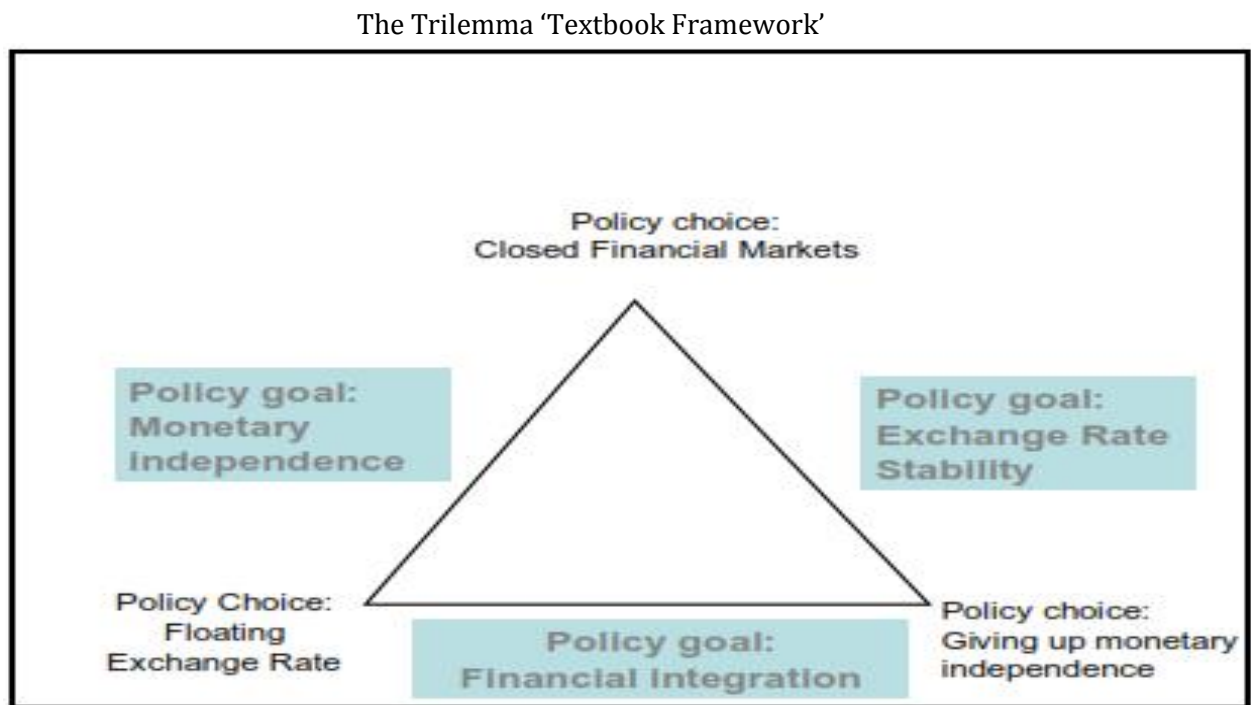 The Trilemma ‘Textbook Framework’
Policy choice:
Closed Financial Markets
Policy goal:
Monetary
Independence
Policy goal:
Exchange Rate
Stability
Policy Choice:
Floating
Exchange Rate
Policy goal:
Financial Integration
Policy choice:
Giving up monetary
independence